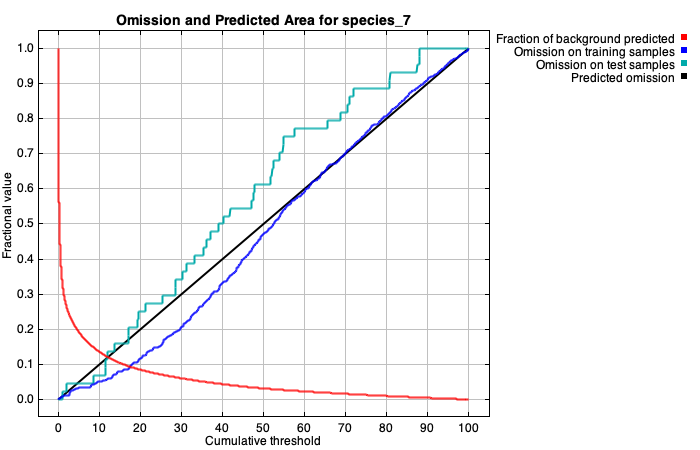 Omission and Predicted Area for species_7
Fraction of background predicted
Omission on training samples
Omission on test samples
Predicted omission
Fractional value
1.0
0.9
0.8
0.7
0.6
0.5
0.4
0.3
0.2
0.1
0.0
0 10 20 30 40 50 60 70 80 90 100
Cumulative threshold